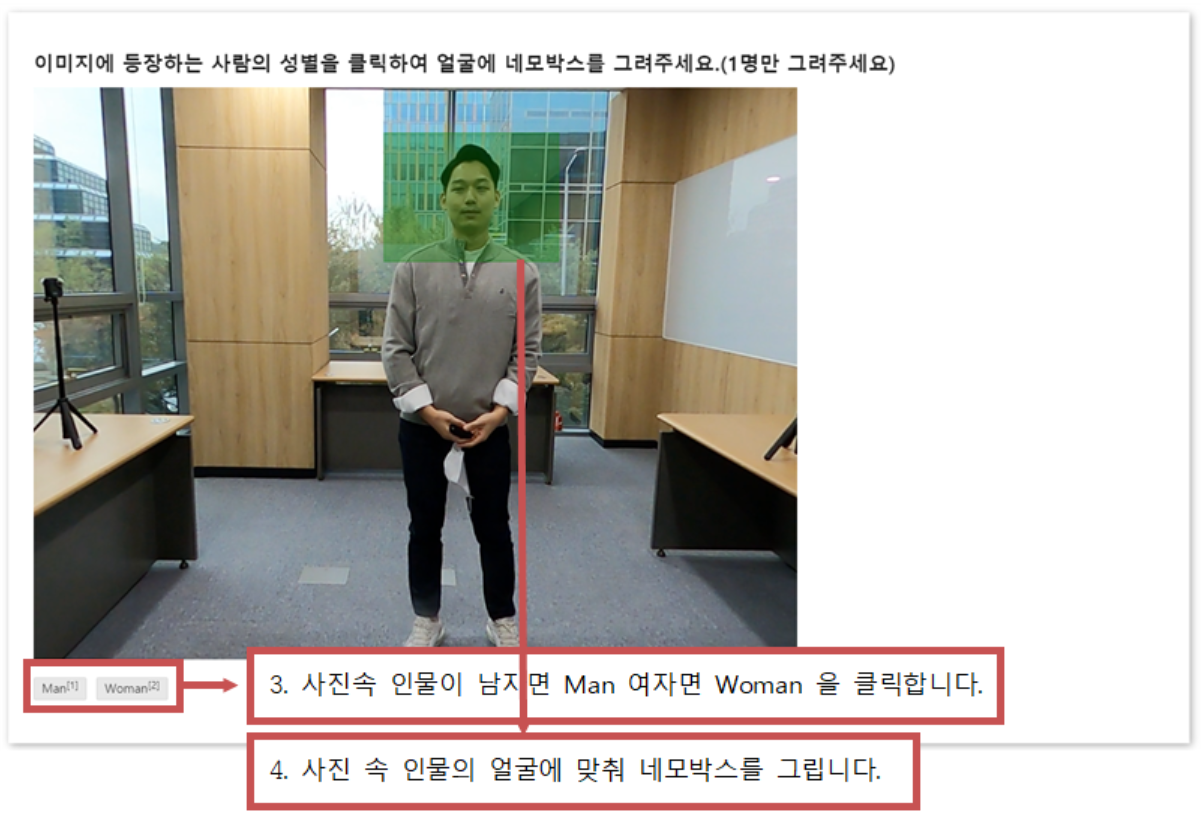 이미지에 등장하는 사람의 성별을 클릭하여 얼굴에 네모박스를 그려주세요.(1명만 그려주세요)
Man[1] Woman[2]
3. 사진속 인물이 남자면 Man 여자면 Woman 을 클릭합니다.
4. 사진 속 인물의 얼굴에 맞춰 네모박스를 그립니다.